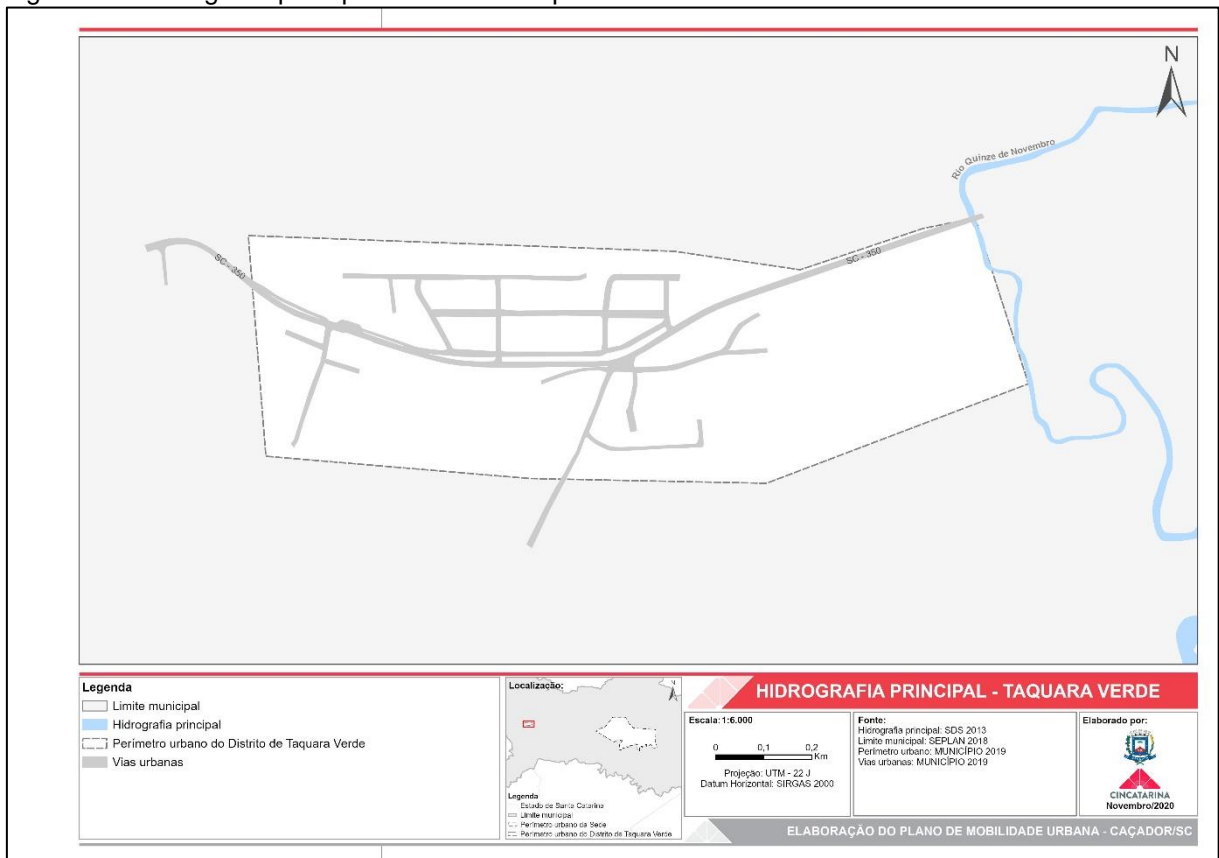 N
Rio Quinze de Novembro
SC - 350
SC - 350
Legenda
Limite municipal
Hidrografia principal
Perímetro urbano do Distrito de Taquara Verde
Vias urbanas
Localização:
N
Legenda
Estado de Santa Catarina
Limite municipal
Perímetro urbano da Sede
Perímetro urbano do Distrito de Taquara Verde
HIDROGRAFIA PRINCIPAL - TAQUARA VERDE
Escala: 1:6.000
0 0,1 0,2
Km
Projeção: UTM - 22 J
Datum Horizontal: SIRGAS 2000
Fonte:
Hidrografia principal: SDS 2013
Limite municipal: SEPLAN 2018
Perímetro urbano: MUNICÍPIO 2019
Vias urbanas: MUNICÍPIO 2019
Elaborado por:
CINCATARINA
Novembro/2020
ELABORAÇÃO DO PLANO DE MOBILIDADE URBANA - CAÇADOR/SC